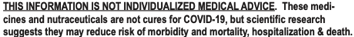 THIS INFORMATION IS NOT INDIVIDUALIZED MEDICAL ADVICE. These medi-
cines and nutraceuticals are not cures for COVID-19, but scientific research
suggests they may reduce risk of morbidity and mortality, hospitalization & death.